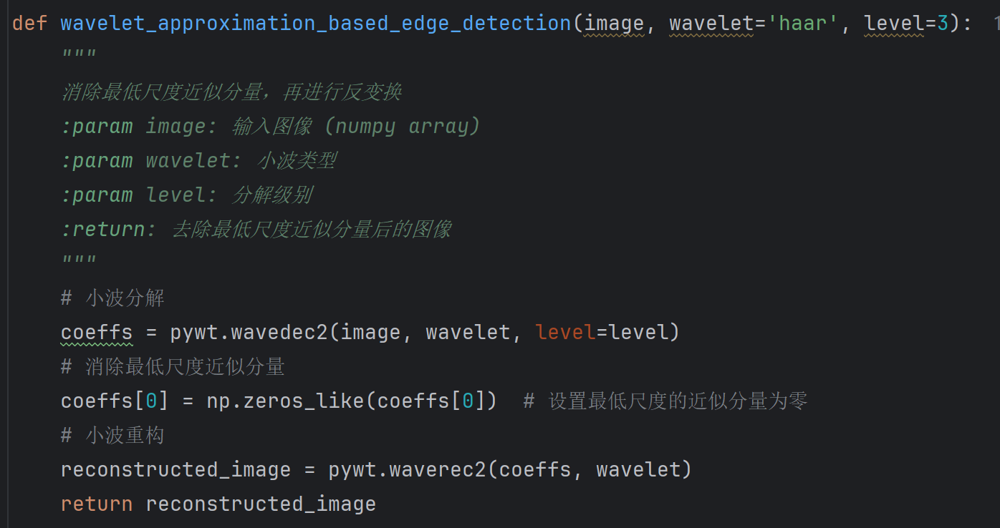 def wavelet_approximation_based_edge_detection(image, wavelet='haar', level=3):
    """
    消除最低尺度近似分量，再进行反变换
    :param image: 输入图像 (numpy array)
    :param wavelet: 小波类型
    :param level: 分解级别
    :return: 去除最低尺度近似分量后的图像
    """
    # 小波分解
    coeffs = pywt.wavedec2(image, wavelet, level=level)
    # 消除最低尺度近似分量
    coeffs[0] = np.zeros_like(coeffs[0])  # 设置最低尺度的近似分量为零
    # 小波重构
    reconstructed_image = pywt.waverec2(coeffs, wavelet)
    return reconstructed_image